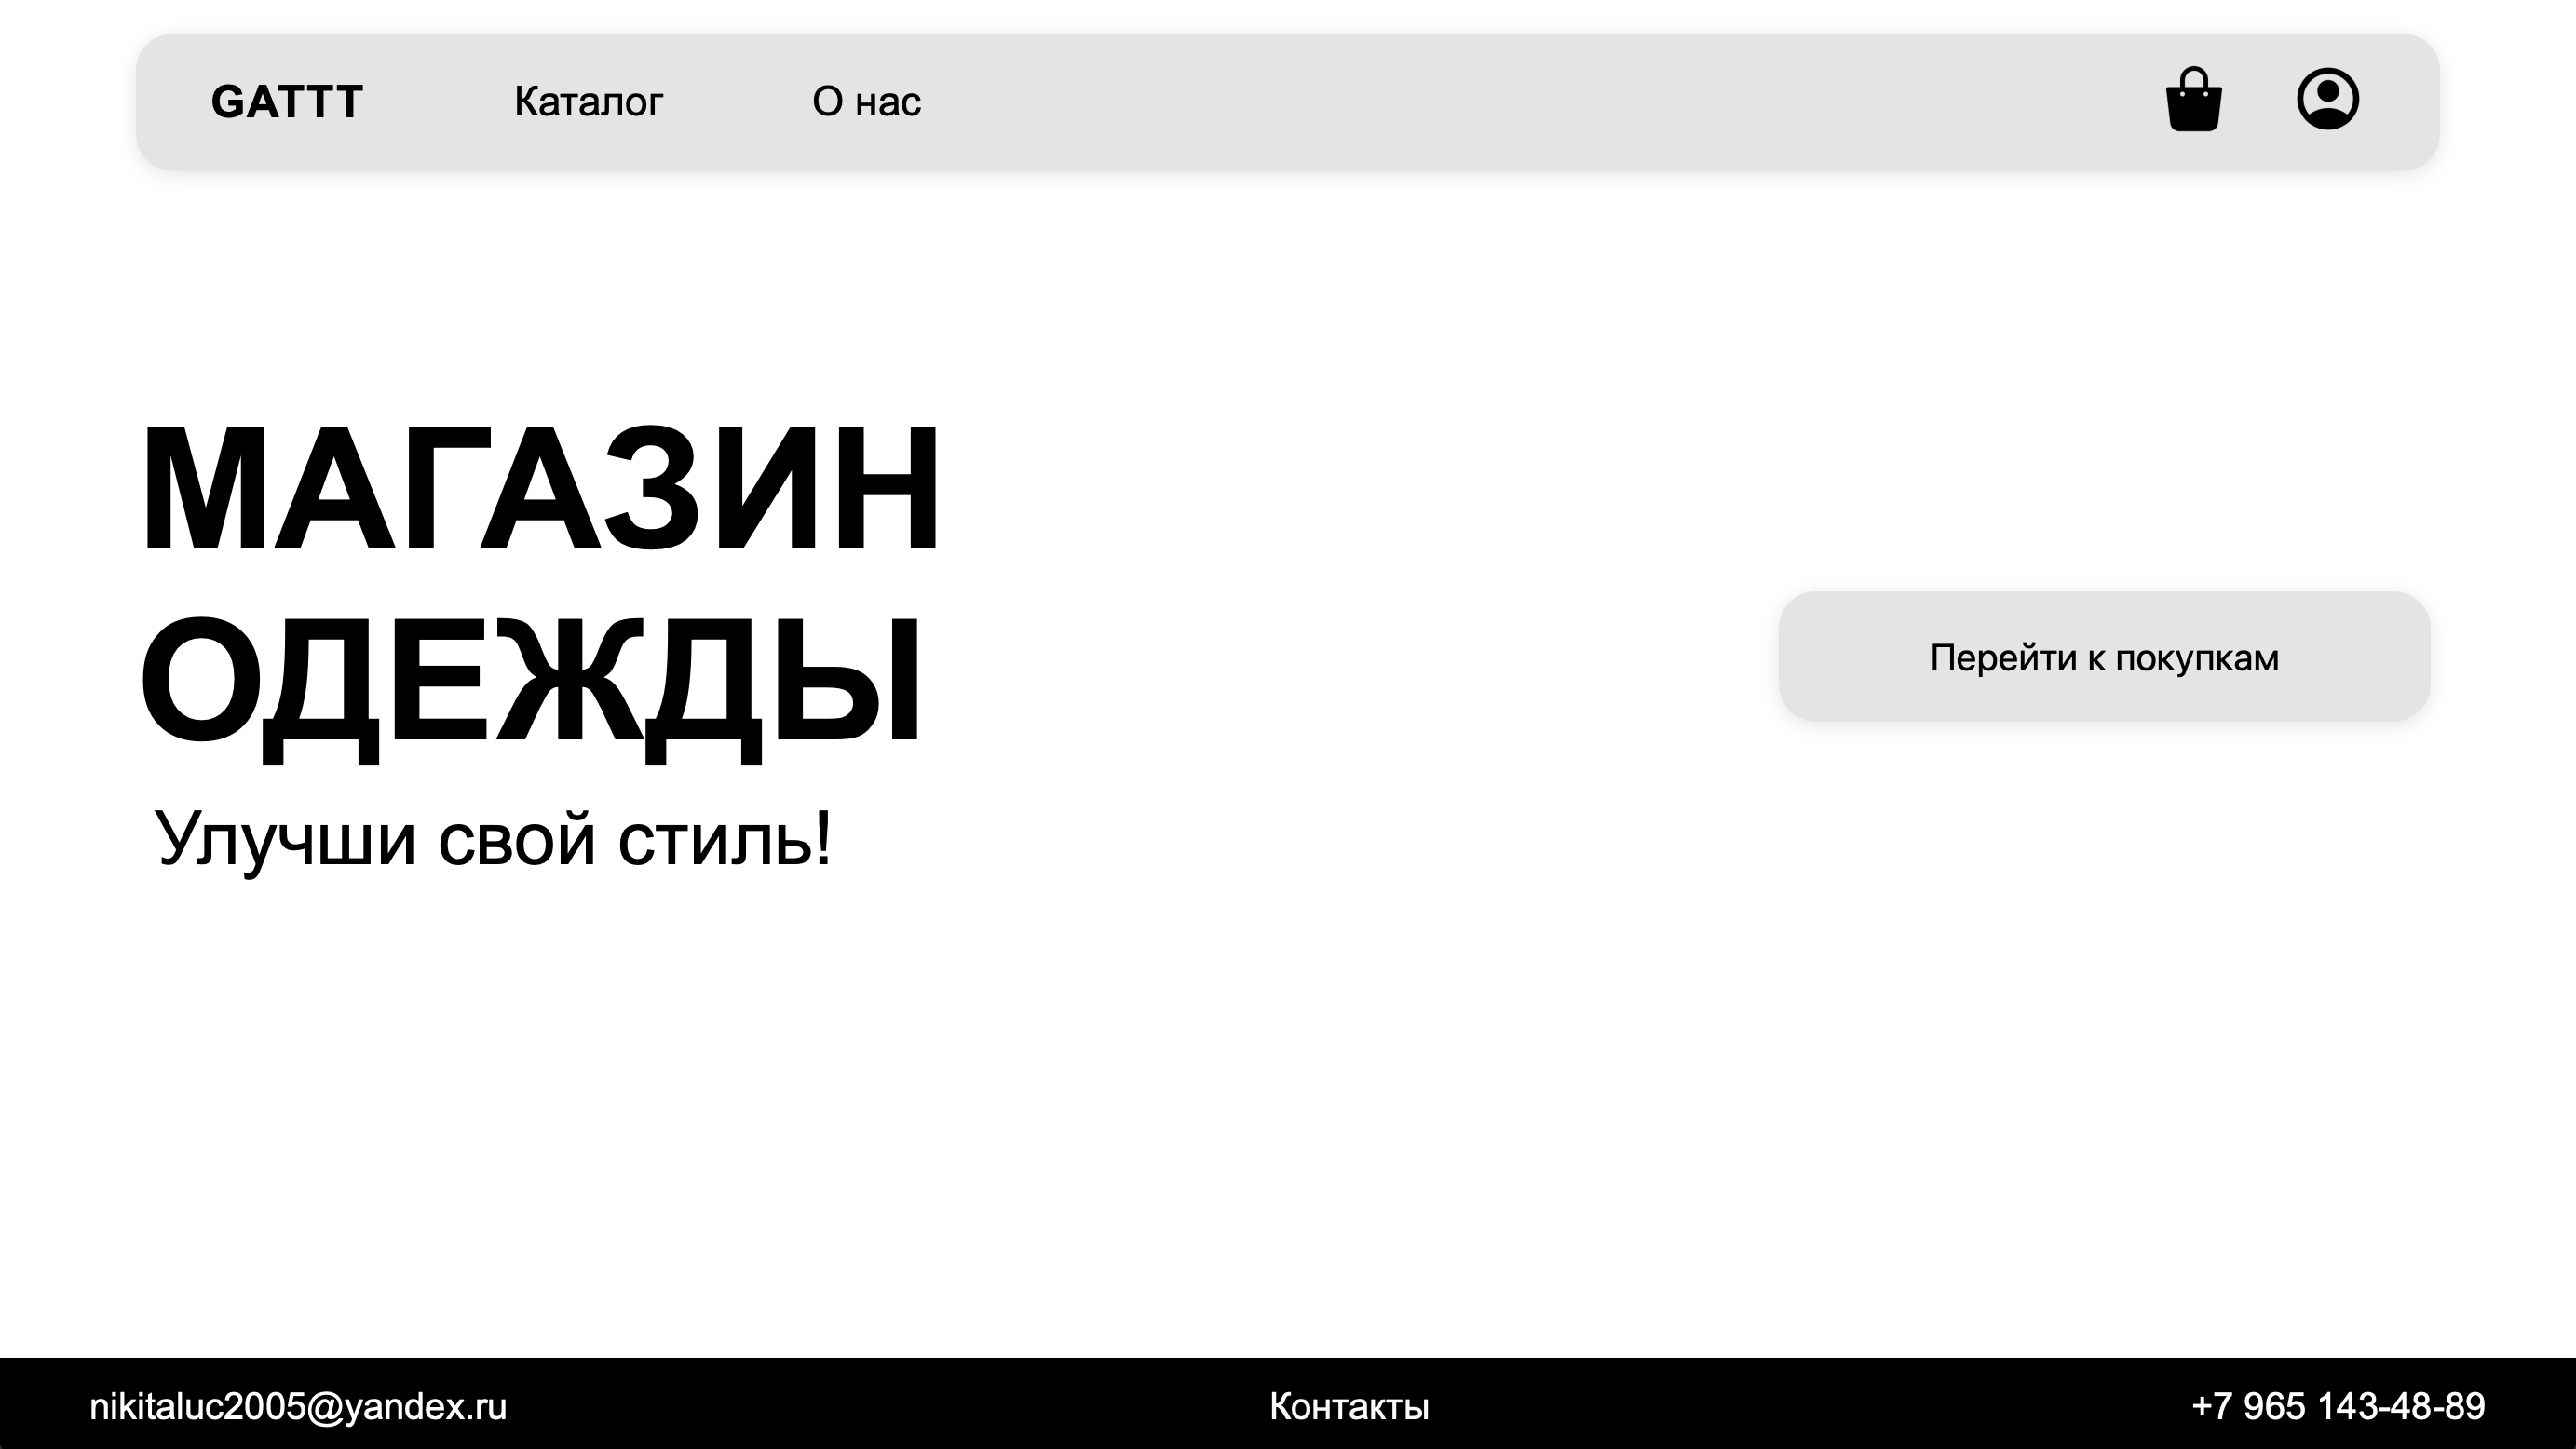 GATTT Каталог О нас
МАГАЗИН
ОДЕЖДЫ
Улучши свой стиль!
Перейти к покупкам
nikitaluc2005@yandex.ru Контакты +7 965 143-48-89